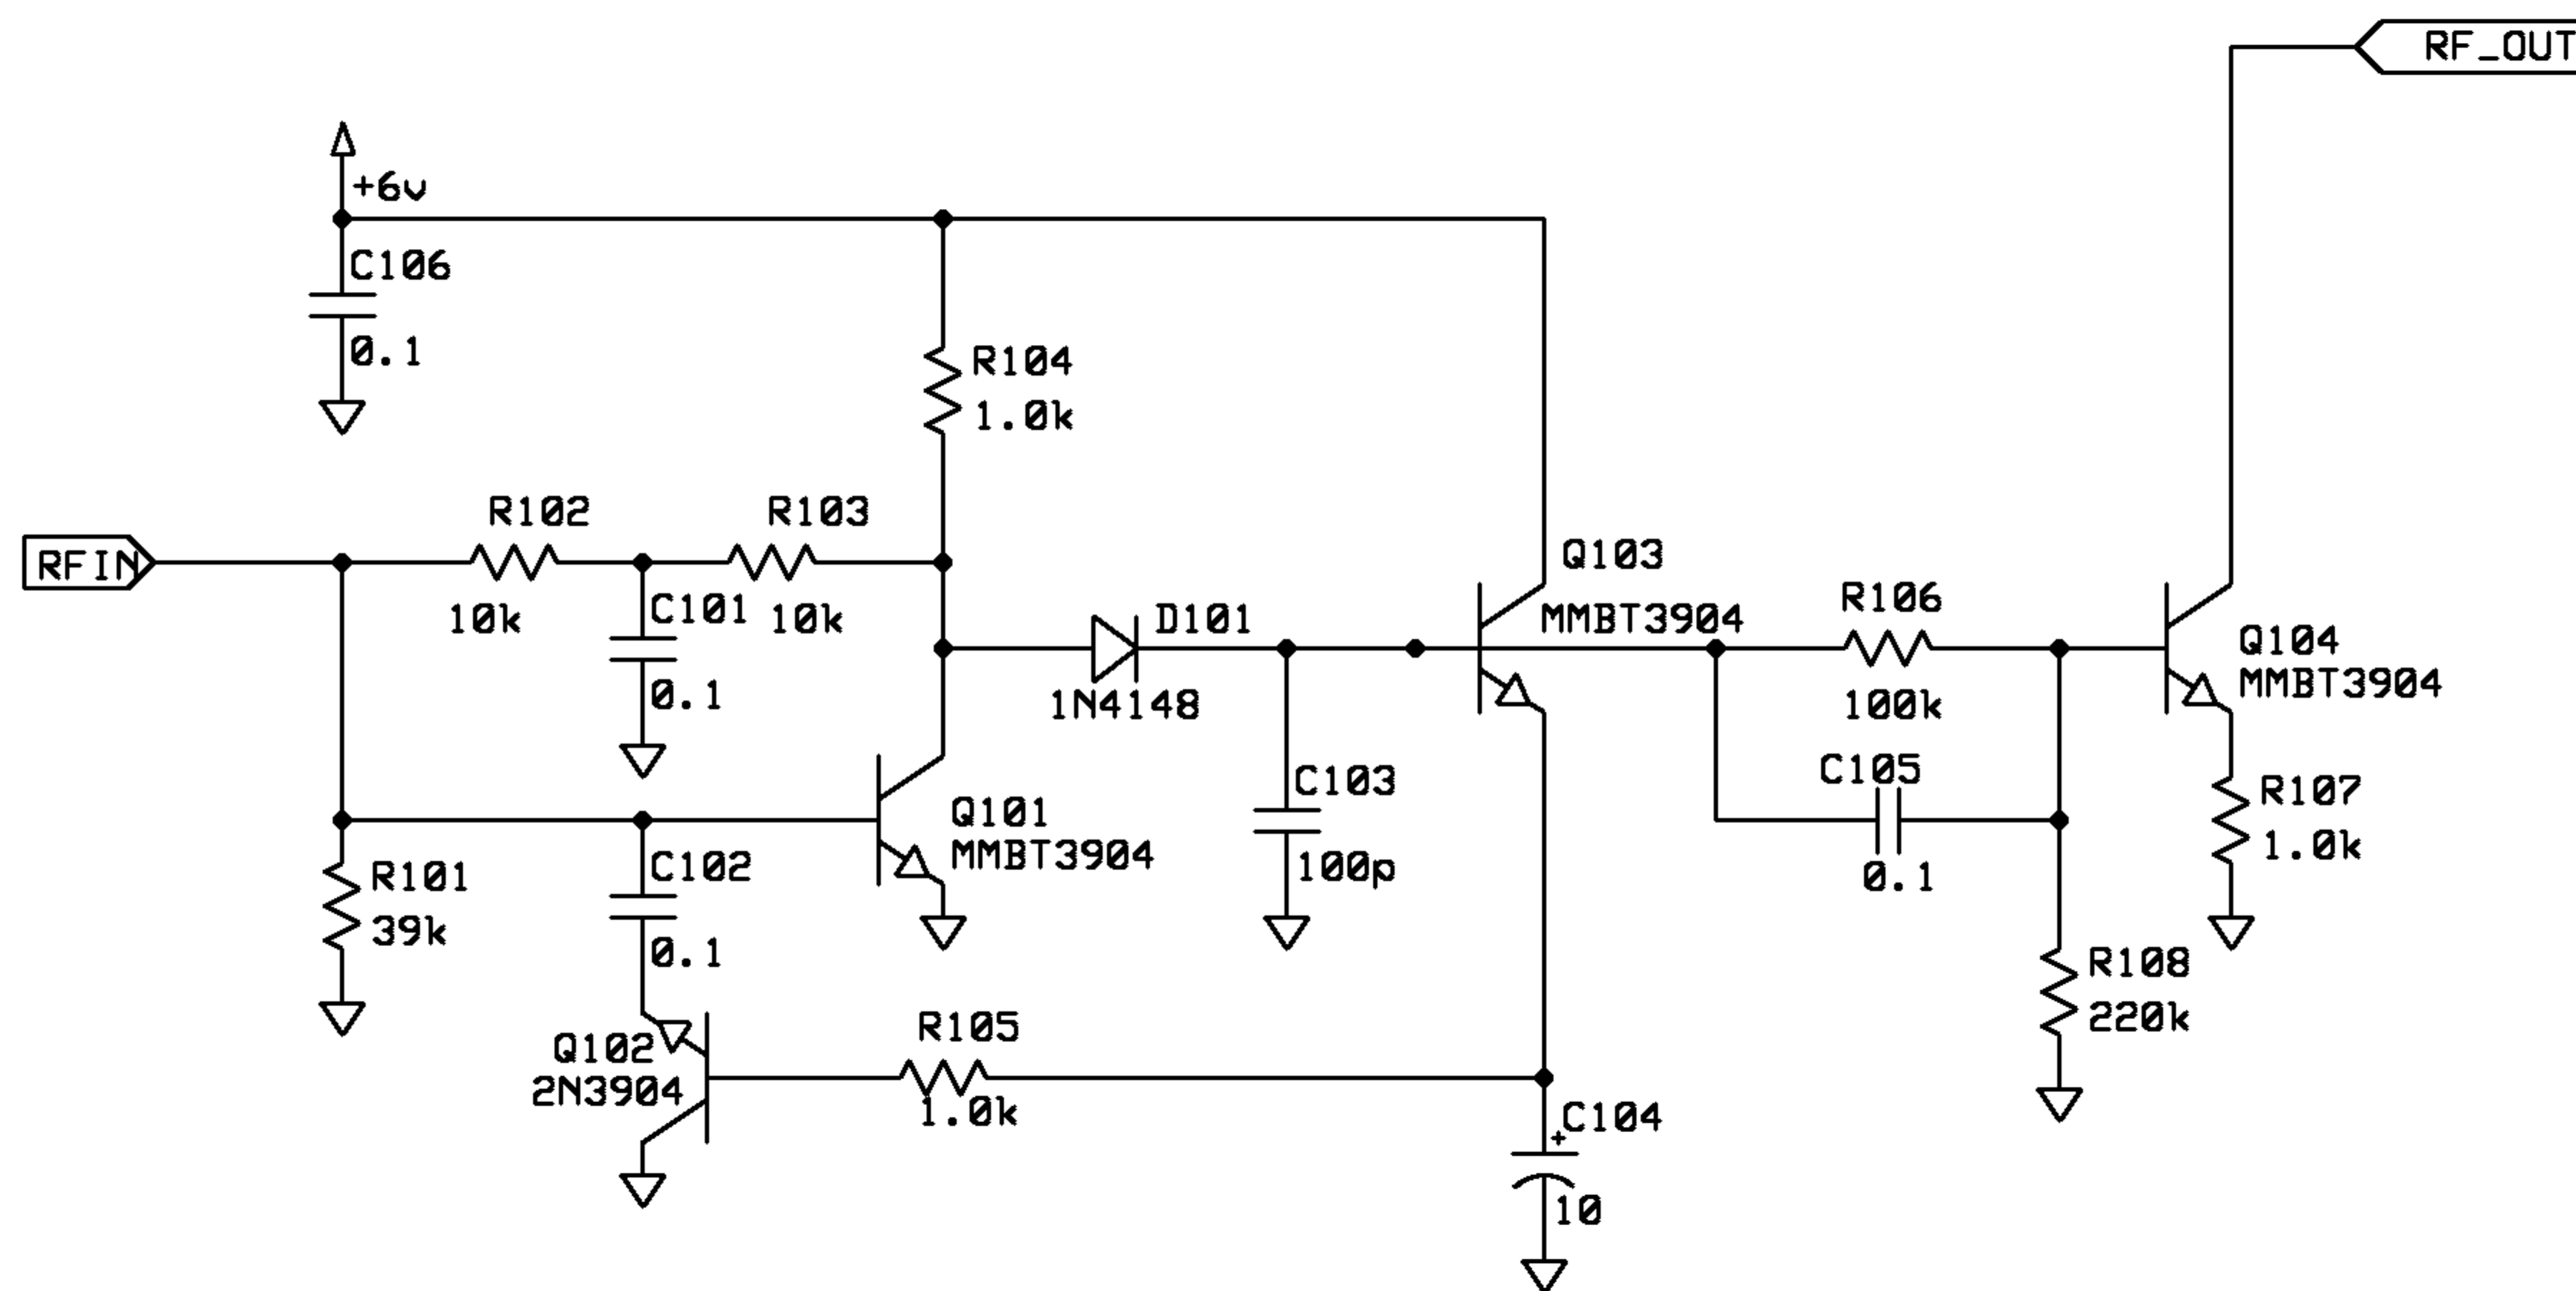 RF_OUT
+6v
C106
0.1
R104
1.0k
R102
10k
R103
10k
RFIN
C101
0.1
D101
1N4148
Q103
MMBT3904
R106
100k
Q104
MMBT3904
C103
100p
C105
0.1
R107
1.0k
Q101
MMBT3904
R101
39k
C102
0.1
R108
220k
Q102
2N3904
R105
1.0k
C104
+
10